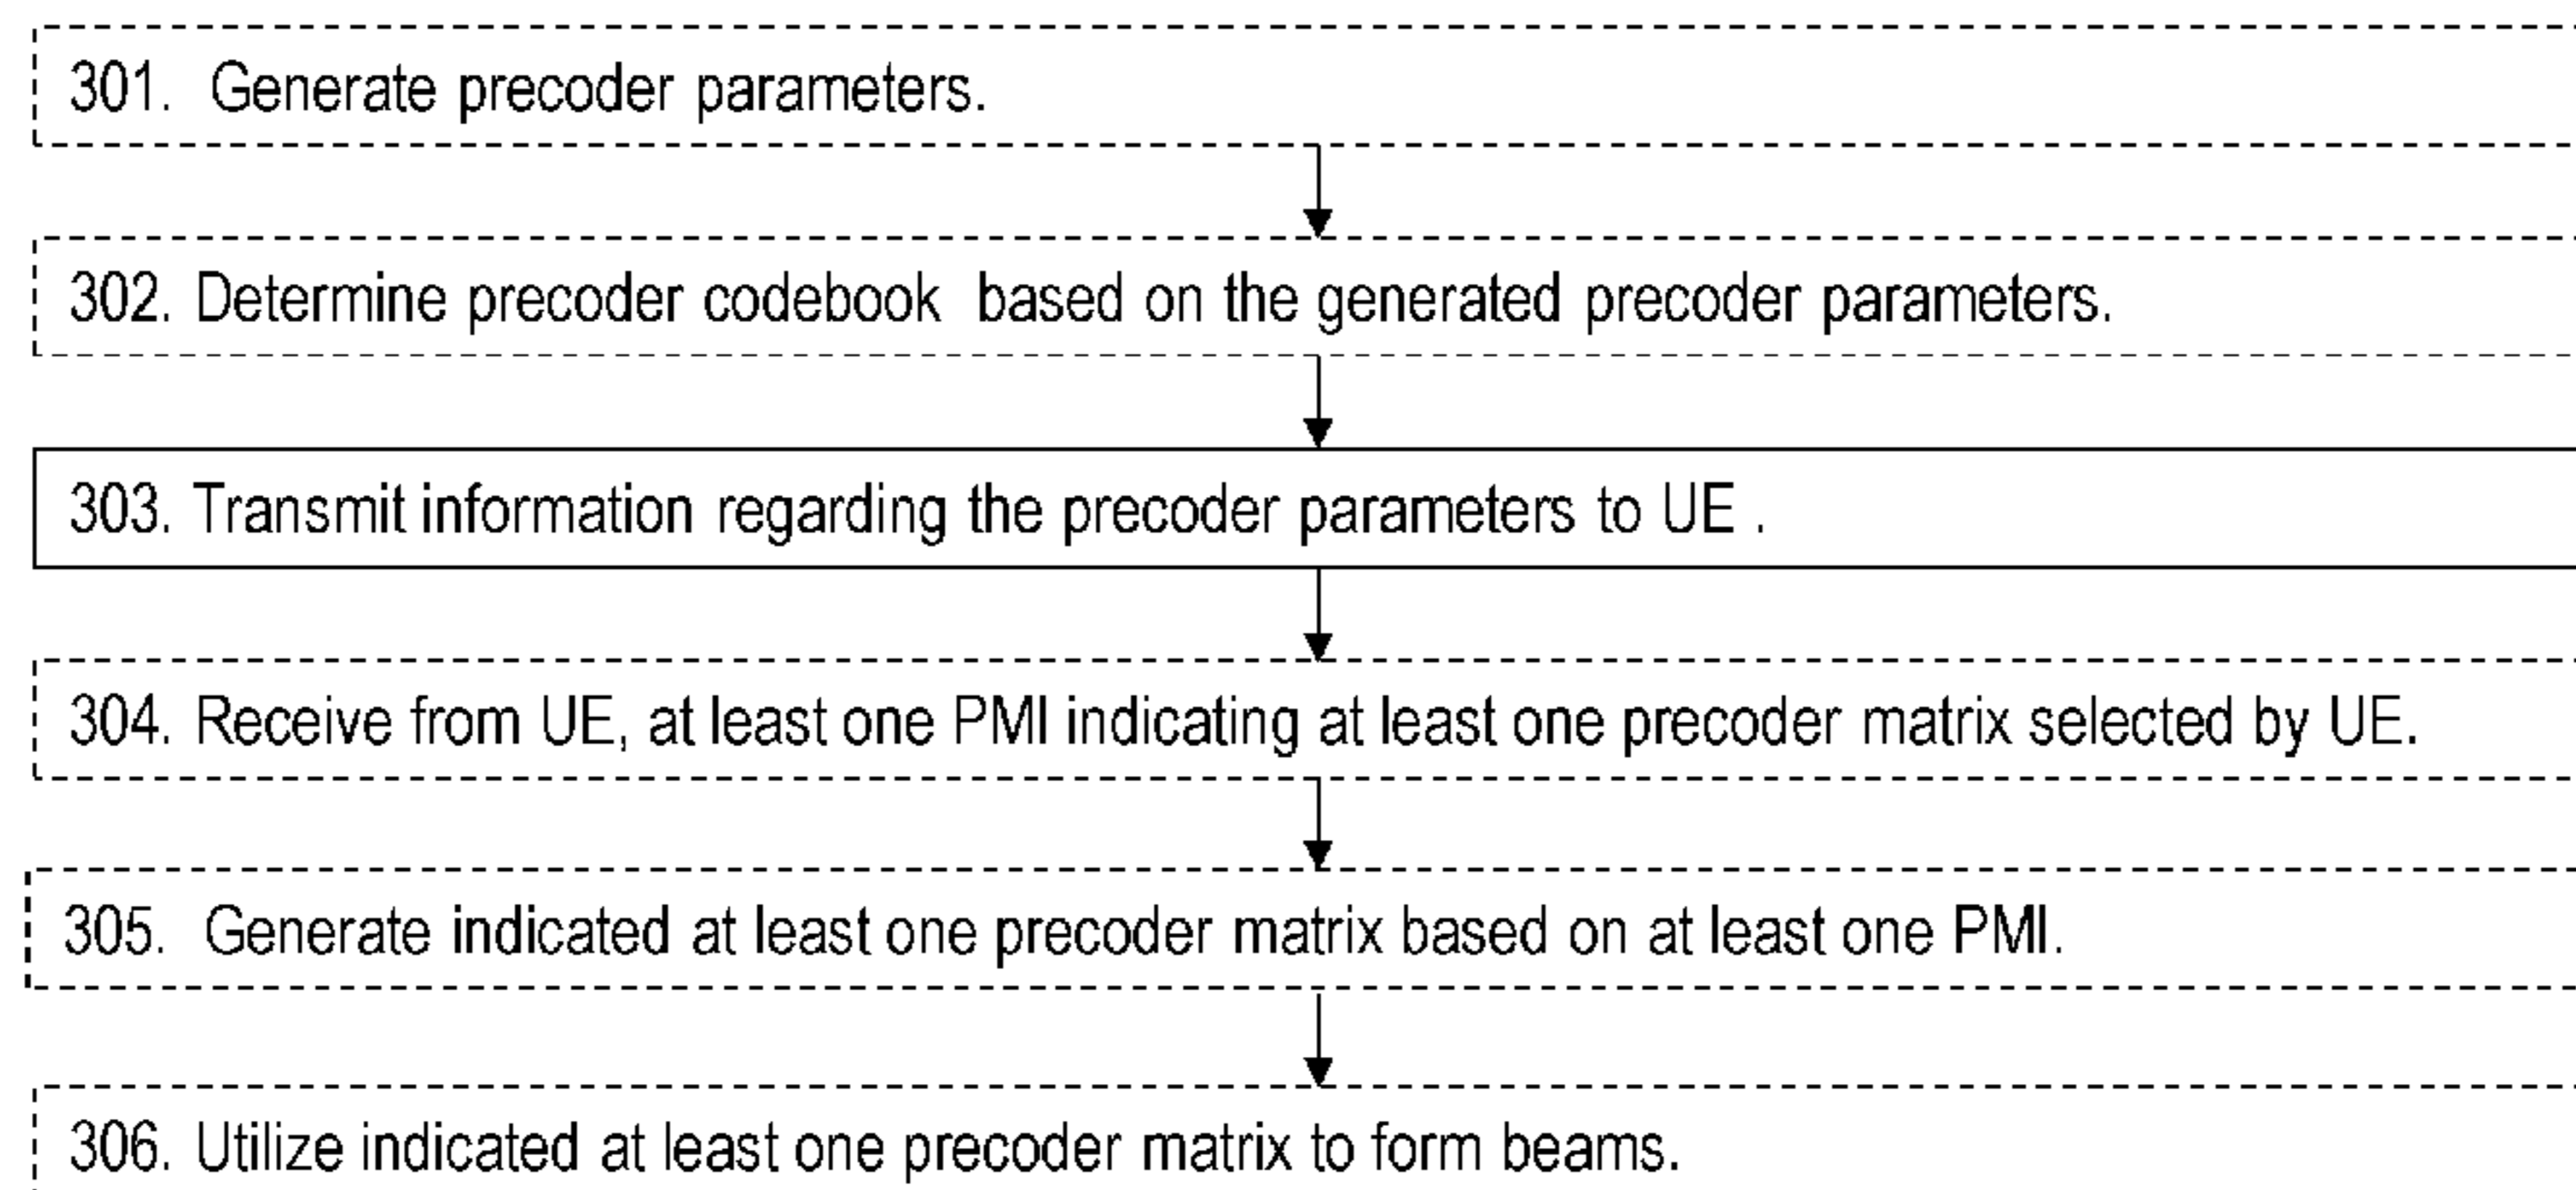 301. Generate precoder parameters.
302. Determine precoder codebook based on the generated precoder parameters.
303. Transmit information regarding the precoder parameters to UE .
304. Receive from UE, at least one PMI indicating at least one precoder matrix selected by UE.
305. Generate indicated at least one precoder matrix based on at least one PMI.
306. Utilize indicated at least one precoder matrix to form beams.